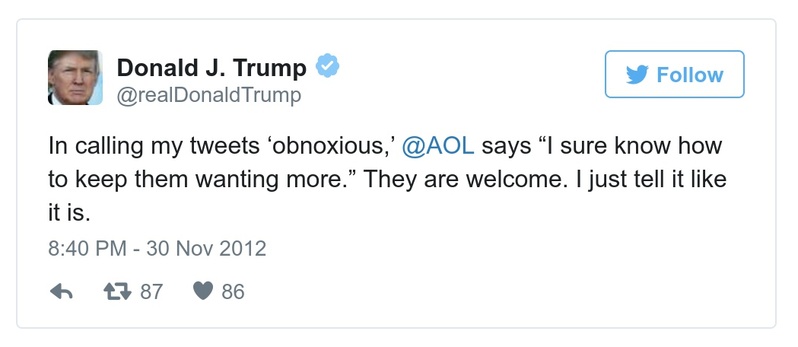 Donald J. Trump
@realDonaldTrump
Follow
In calling my tweets ‘obnoxious,’ @AOL says “I sure know how
to keep them wanting more.” They are welcome. I just tell it like
it is.
8:40 PM - 30 Nov 2012
87 86